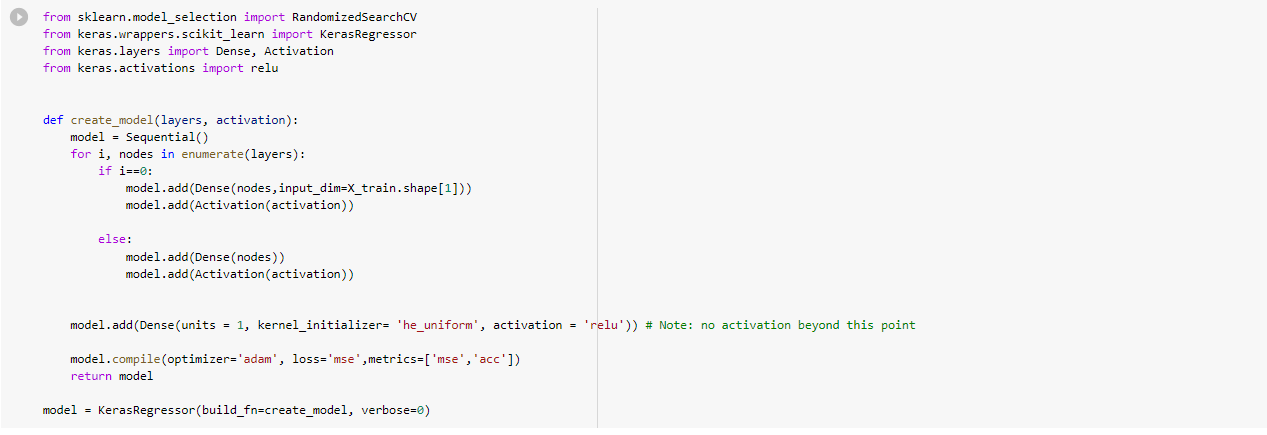 from sklearn.model_selection import RandomizedSearchCV
from keras.wrappers.scikit_learn import KerasRegressor
from keras.layers import Dense, Activation
from keras.activations import relu
def create_model(layers, activation):
    model = Sequential()
    for i, nodes in enumerate(layers):
        if i==0:
            model.add(Dense(nodes,input_dim=X_train.shape[1]))
            model.add(Activation(activation))
        else:
            model.add(Dense(nodes))
            model.add(Activation(activation))
    model.add(Dense(units = 1, kernel_initializer= 'he_uniform', activation = 'relu')) # Note: no activation beyond this point
    model.compile(optimizer='adam', loss='mse',metrics=['mse','acc'])
    return model
model = KerasRegressor(build_fn=create_model, verbose=0)